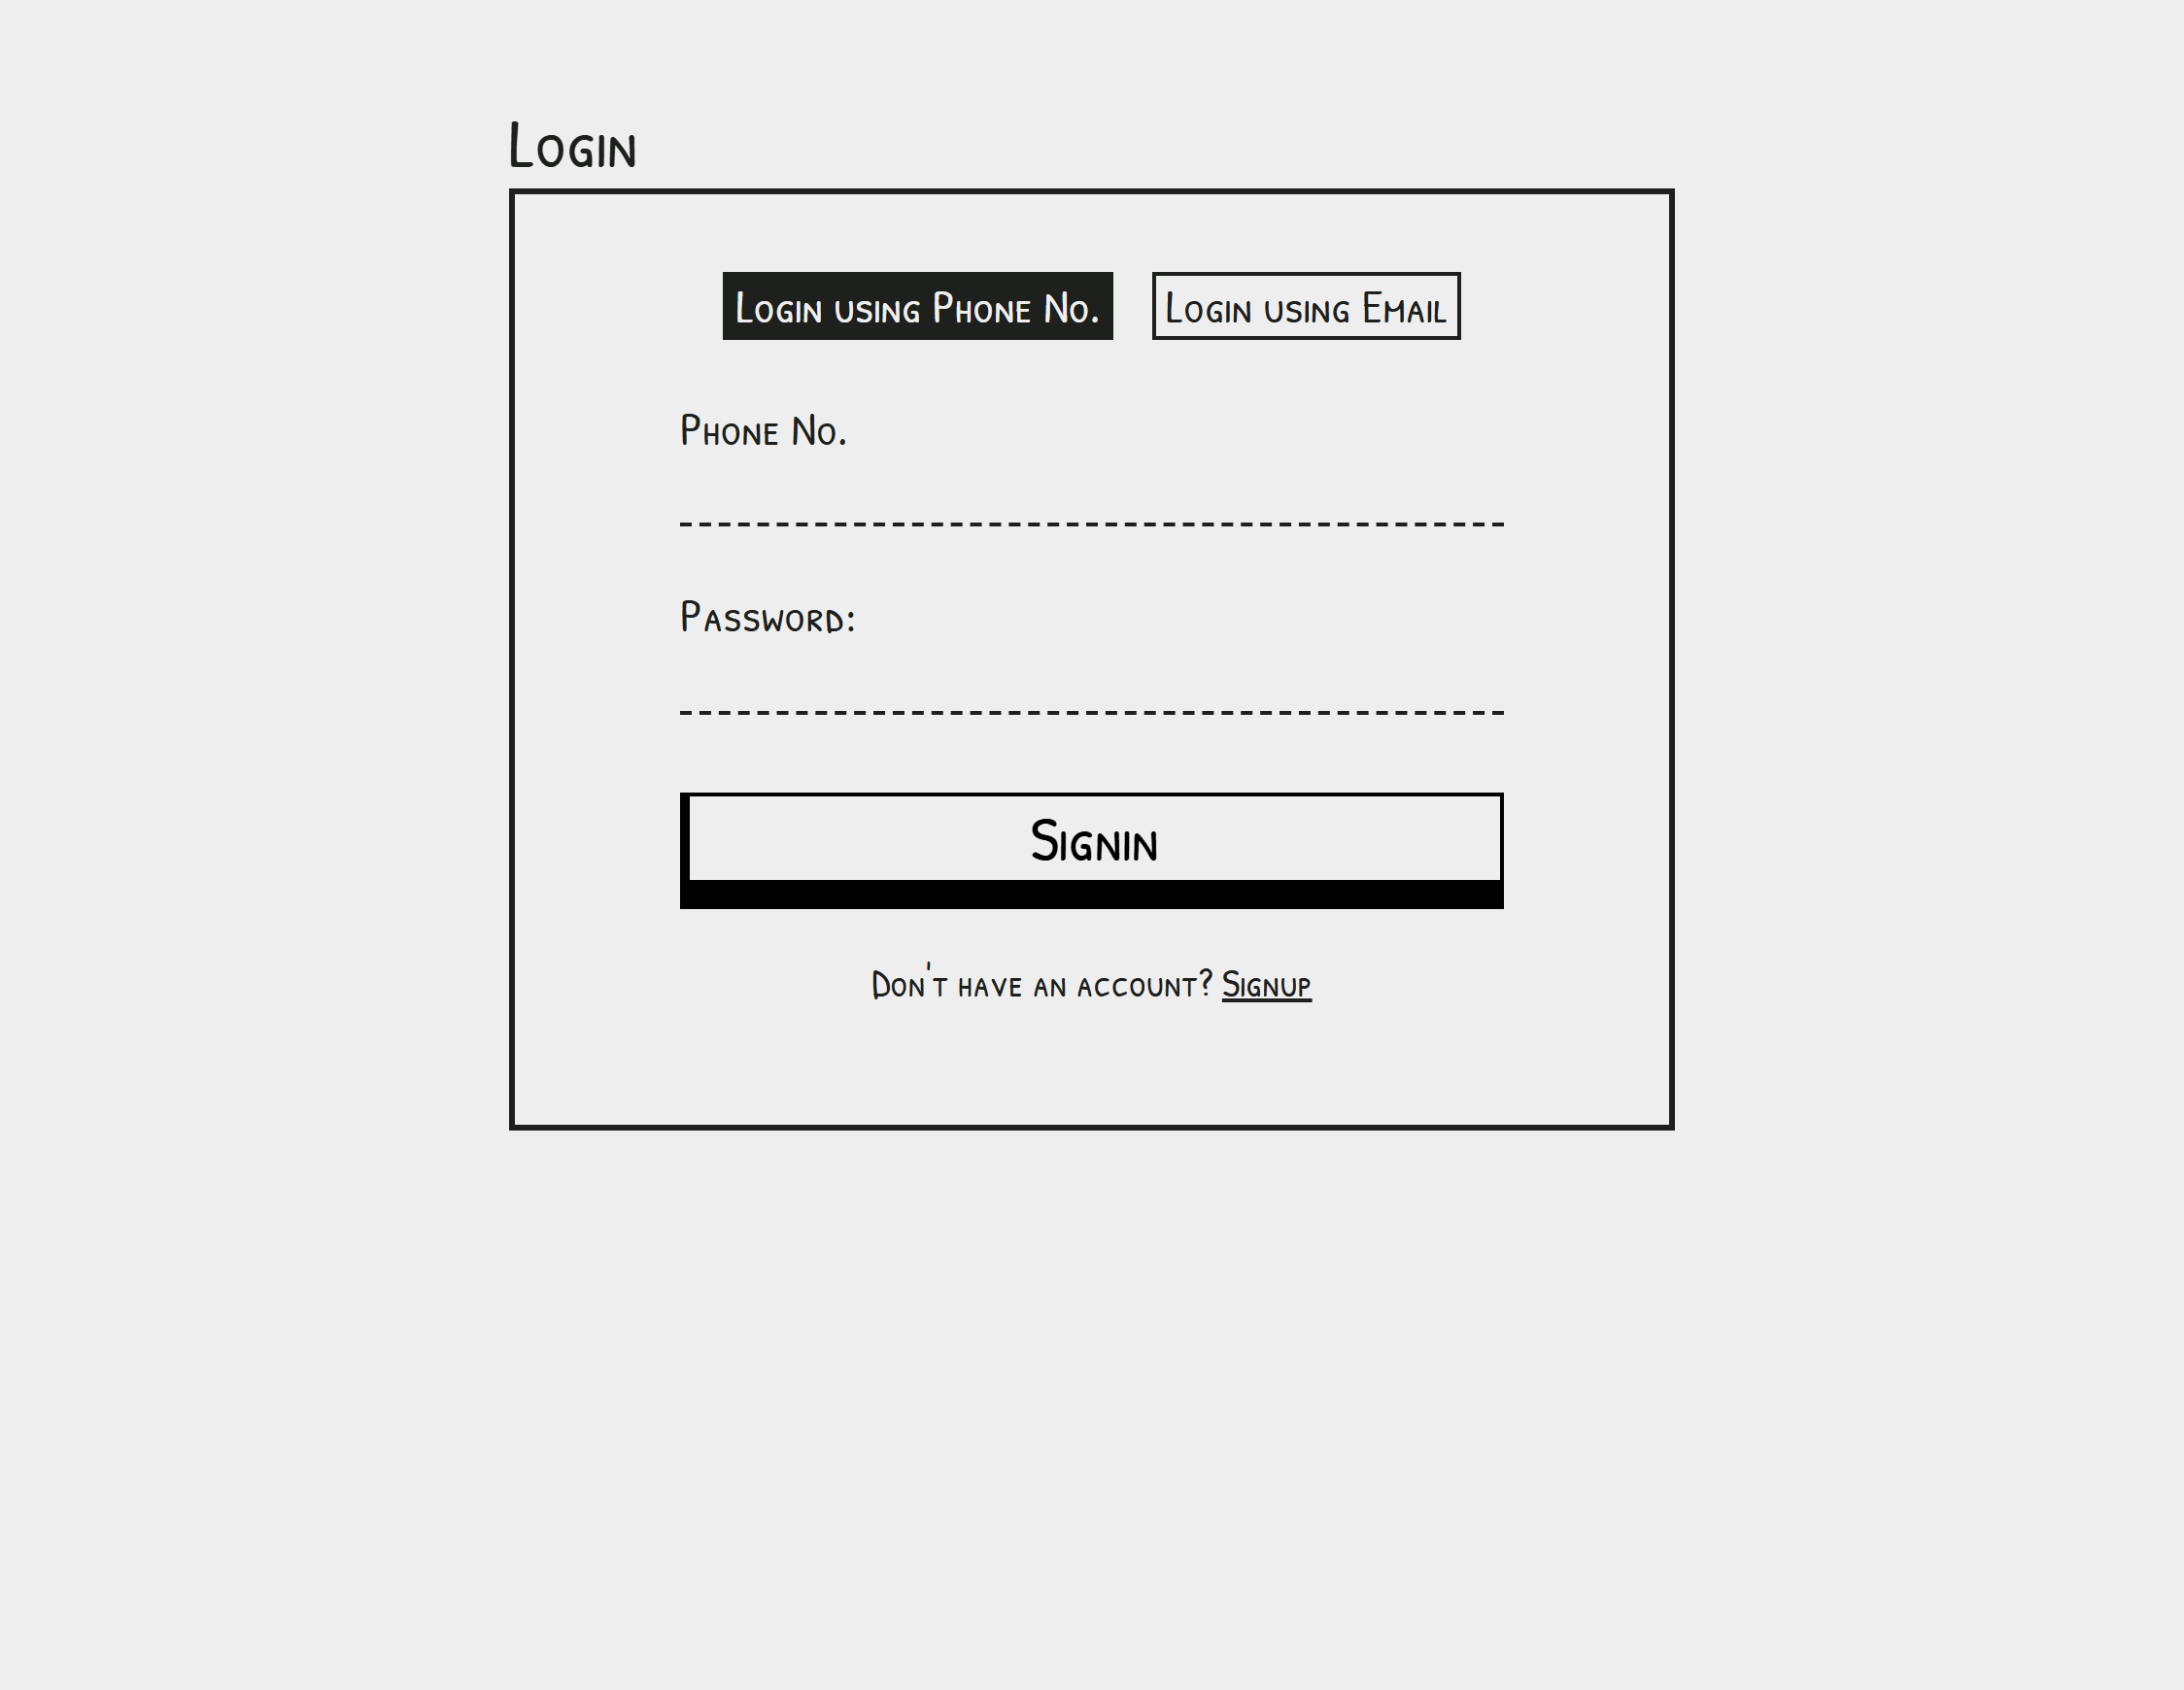 Login
Login using Phone No. Login using Email
Phone No.
Password:
Signin
Don't have an account? Signup